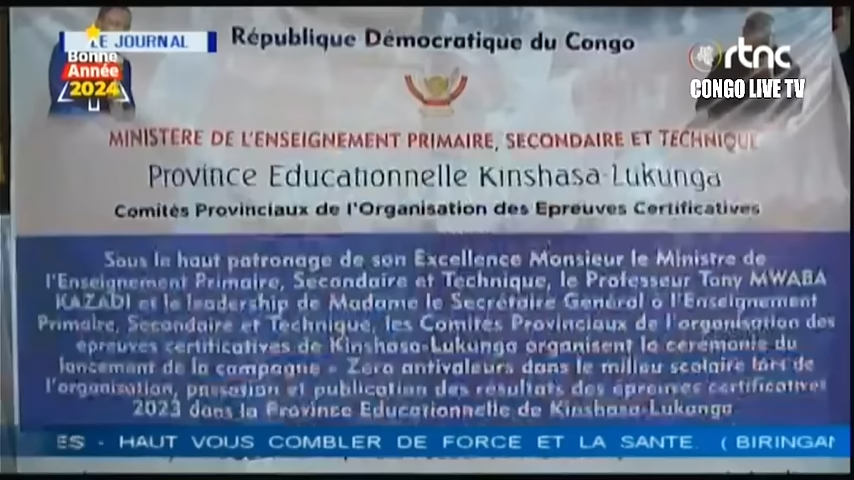 LE JOURNAL
Bonne
Année
2024
rtnc
CONGO LIVE TV
République Démocratique du Congo
MINISTERE DE L'ENSEIGNEMENT PRIMAIRE, SECONDAIRE ET TECHNIQUE
Province Educationnelle Kinshasa-Lukunga
Comités Provinciaux de l'Organisation des Epreuves Certificatives
Sous le haut patronage de son Excellence Monsieur le Ministre de
l'Enseignement Primaire, Secondaire et Technique, le Professeur Tony MWABA
KAZADI et le leadership de Madame le Secrétaire Général à l'Enseignement
Primaire, Secondaire et Technique, les Comités Provinciaux de l'organisation des
épreuves certificatives de Kinshasa-Lukunga organisent la cérémonie du
lancement de la campagne « Zéro antivaleurs dans le milieu scolaire lors de
l'organisation, passation et publication des résultats des épreuves certificatives
2023 dans la Province Educationnelle de Kinshasa-Lukunga
ES - HAUT VOUS COMBLER DE FORCE ET LA SANTE. ( BIRINGAN